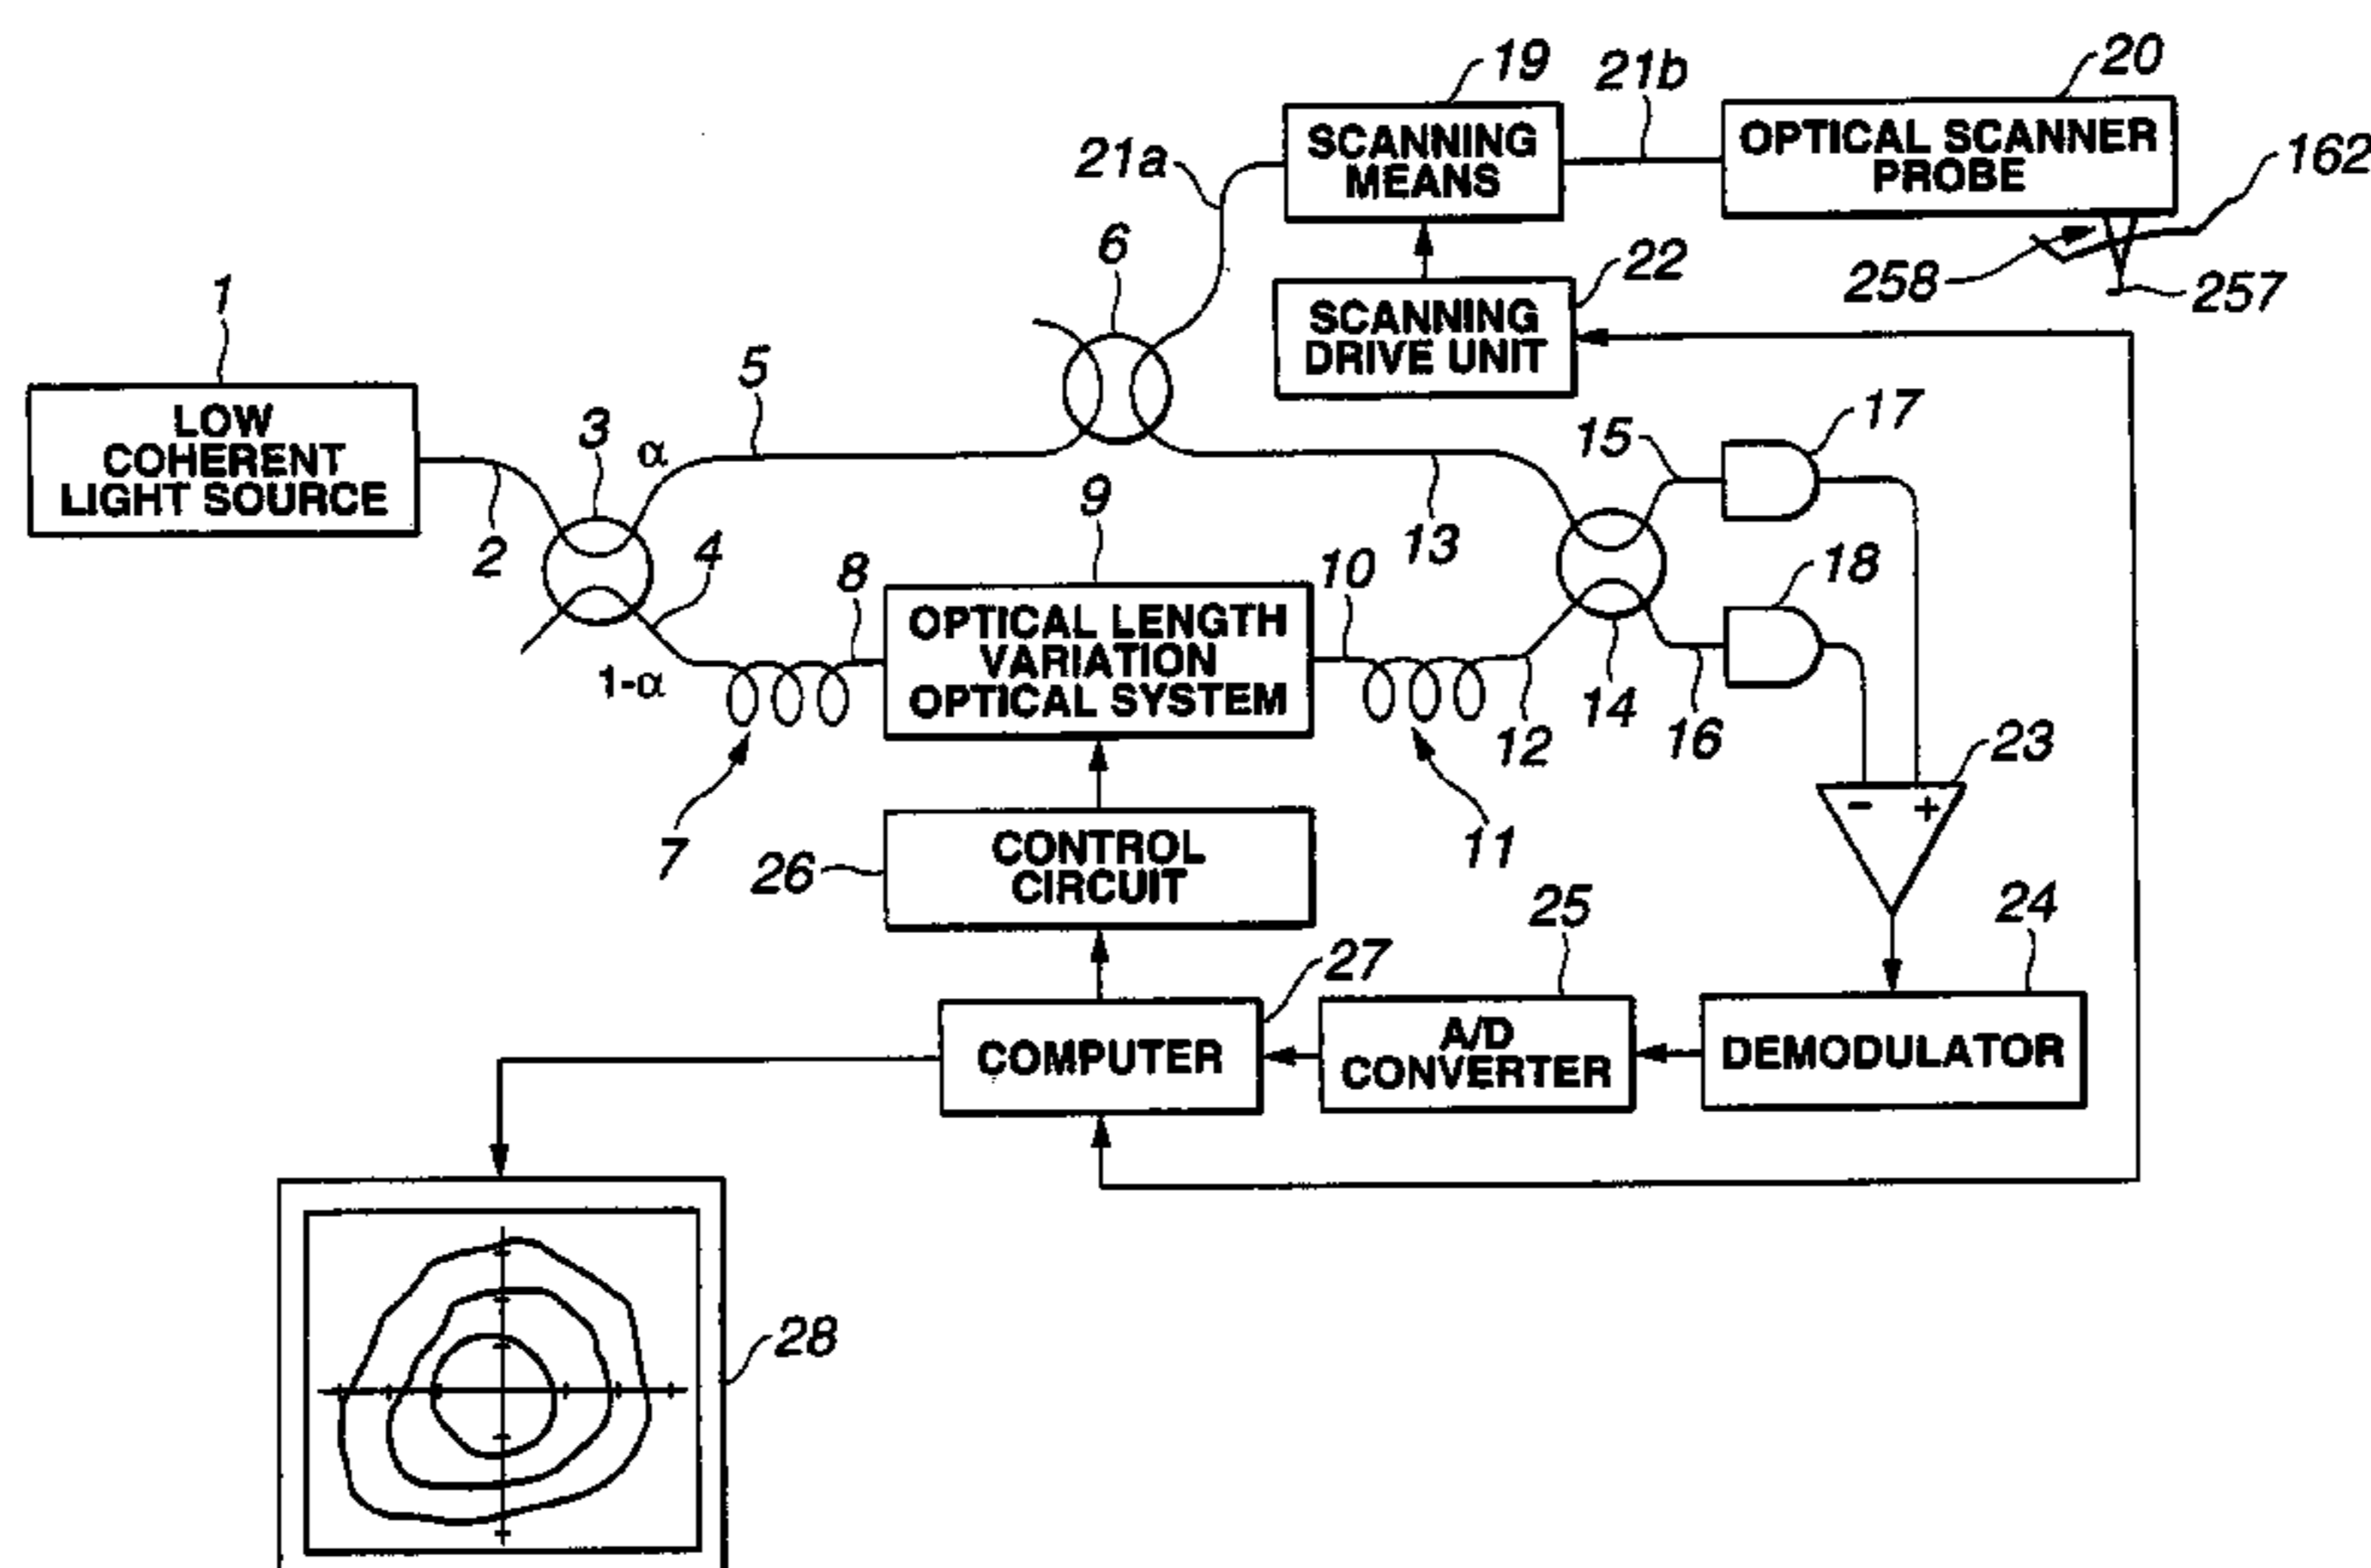 19
21b
20
SCANNING
MEANS
OPTICAL SCANNER
PROBE
162
21a
6
258
257
22
SCANNING
DRIVE UNIT
1
LOW
COHERENT
LIGHT SOURCE
2
3
α
5
4
1-α
13
15
17
14
18
16
9
8
OPTICAL LENGTH
VARIATION
OPTICAL SYSTEM
10
12
7
11
23
- +
26
CONTROL
CIRCUIT
27
25
24
COMPUTER
A/D
CONVERTER
DEMODULATOR
28